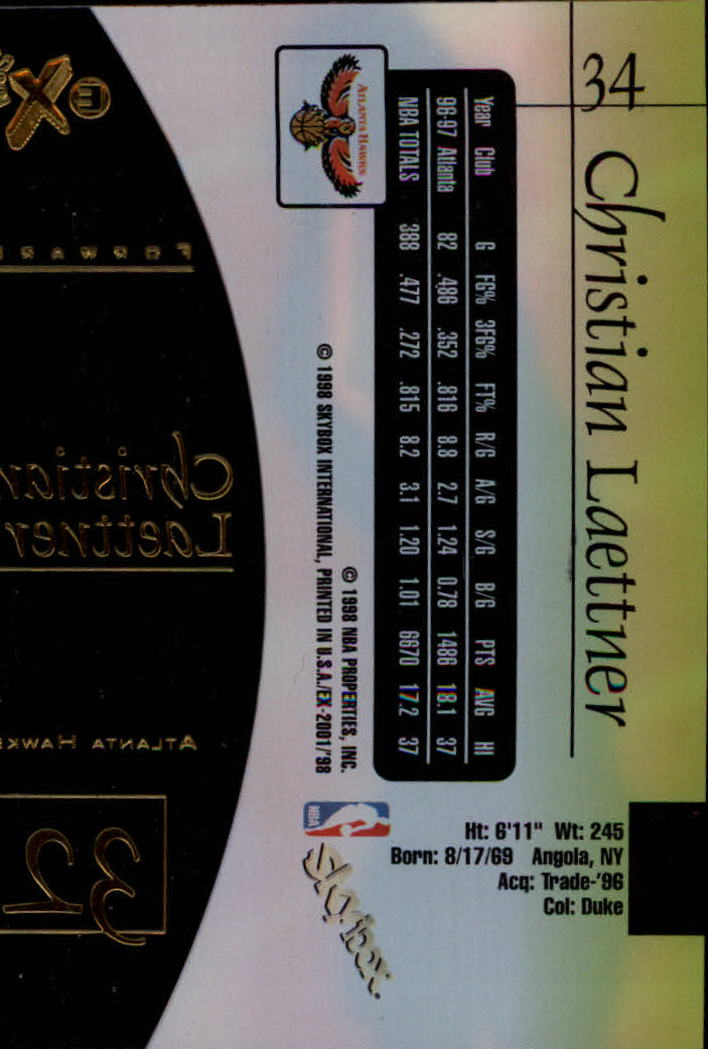 34 Christian Laettner
Ht: 6'11" Wt: 245
Born: 8/17/69 Angola, NY
Acq: Trade-'96
Col: Duke
Year Club G FG% 3FG% FT% R/G A/G S/G B/G PTS AVG HI
96-97 Atlanta 82 .486 .352 .816 8.8 2.7 1.24 0.78 1486 18.1 37
NBA TOTALS 388 .477 .272 .815 8.2 3.1 1.20 1.01 6670 17.2 37
ATLANTA HAWKS
© 1998 NBA PROPERTIES, INC.
© 1998 SKYBOX INTERNATIONAL, PRINTED IN U.S.A./EX-2001/'98
NBA
Skybox
FORWARD
Christian
Laettner
ATLANTA HAWKS
32